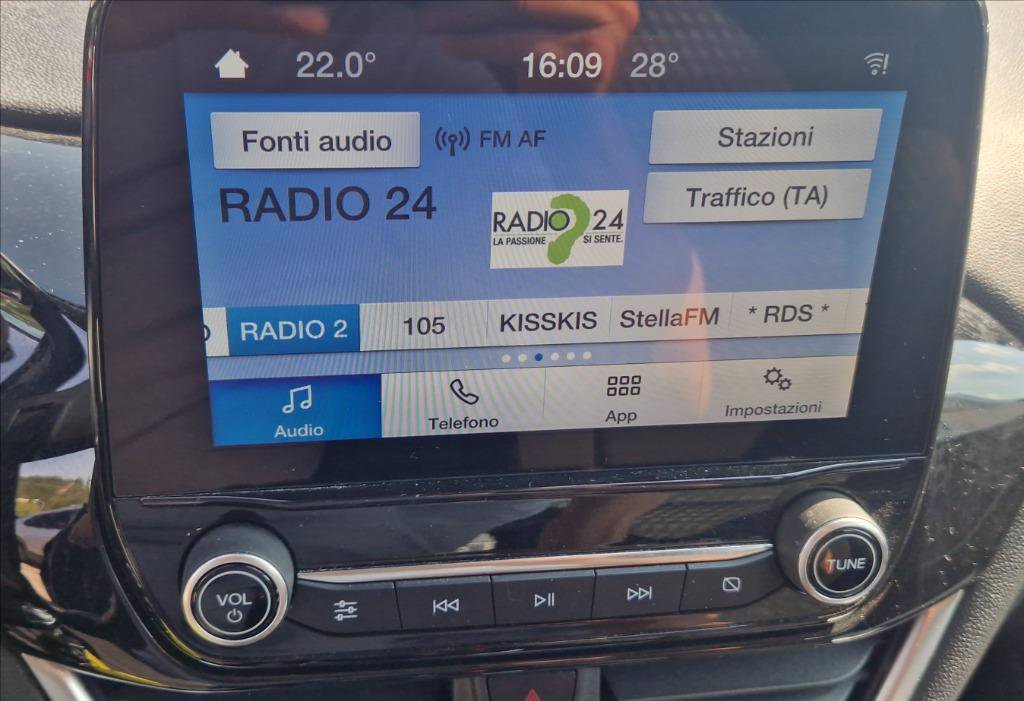 22.0° 16:09 28°
Fonti audio FM AF Stazioni
RADIO 24 Traffico (TA)
RADIO 24
LA PASSIONE SI SENTE.
RADIO 2 105 KISSKIS StellaFM * RDS *
Audio Telefono App Impostazioni
VOL TUNE